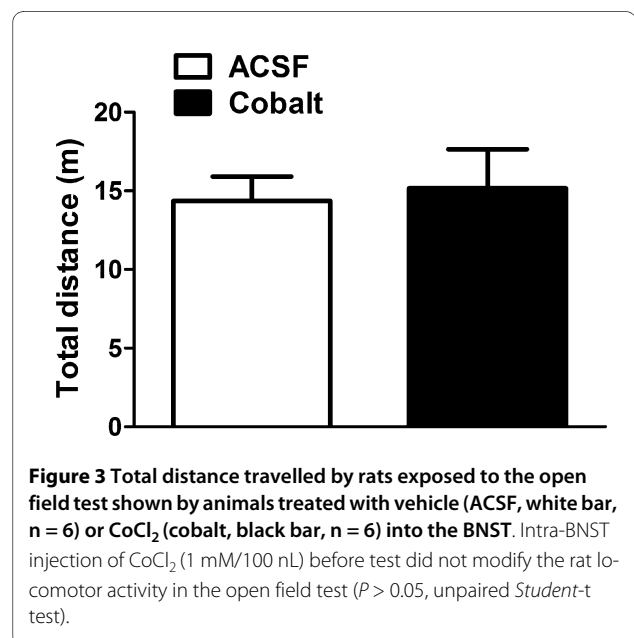 ACSF
Cobalt
20
15
10
5
0
Total distance (m)
Figure 3 Total distance travelled by rats exposed to the open
field test shown by animals treated with vehicle (ACSF, white bar,
n = 6) or CoCl2 (cobalt, black bar, n = 6) into the BNST. Intra-BNST
injection of CoCl2 (1 mM/100 nL) before test did not modify the rat lo-
comotor activity in the open field test (P > 0.05, unpaired Student-t
test).